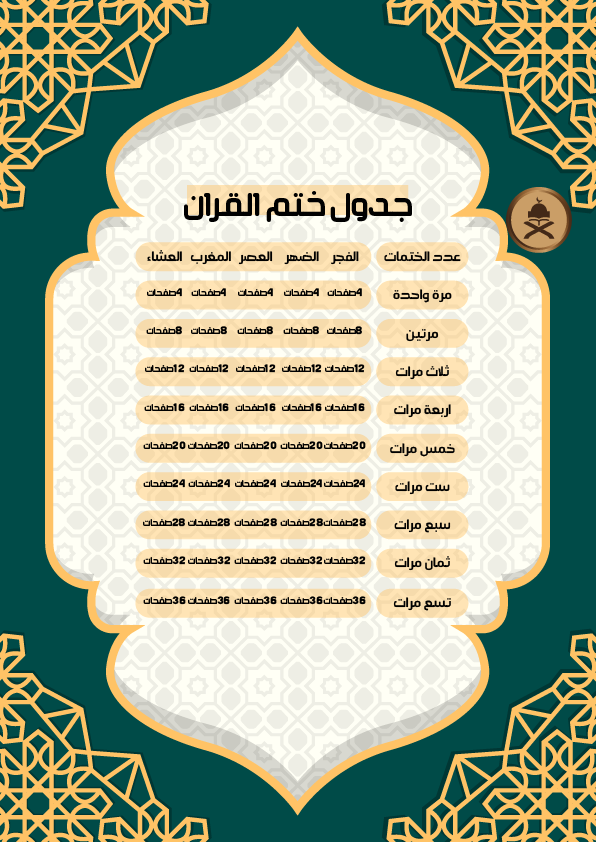 جدول ختم القران
عدد الختمات الفجر الضهر العصر المغرب العشاء
مرة واحدة 4صفحات 4صفحات 4صفحات 4صفحات 4صفحات
مرتين 8صفحات 8صفحات 8صفحات 8صفحات 8صفحات
ثلاث مرات 12صفحات 12صفحات 12صفحات 12صفحات 12صفحات
اربعة مرات 16صفحات 16صفحات 16صفحات 16صفحات 16صفحات
خمس مرات 20صفحات 20صفحات 20صفحات 20صفحات 20صفحات
ست مرات 24صفحات 24صفحات 24صفحات 24صفحات 24صفحات
سبع مرات 28صفحات 28صفحات 28صفحات 28صفحات 28صفحات
ثمان مرات 32صفحات 32صفحات 32صفحات 32صفحات 32صفحات
تسع مرات 36صفحات 36صفحات 36صفحات 36صفحات 36صفحات